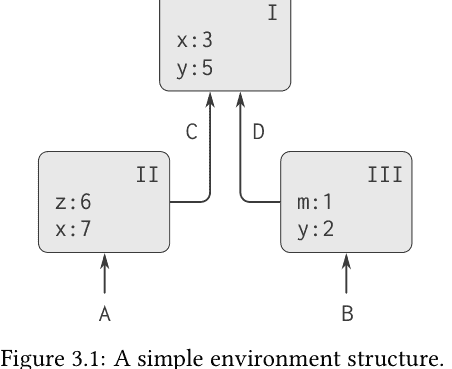 I
x:3
y:5
C
D
II
z:6
x:7
III
m:1
y:2
A
B
Figure 3.1: A simple environment structure.